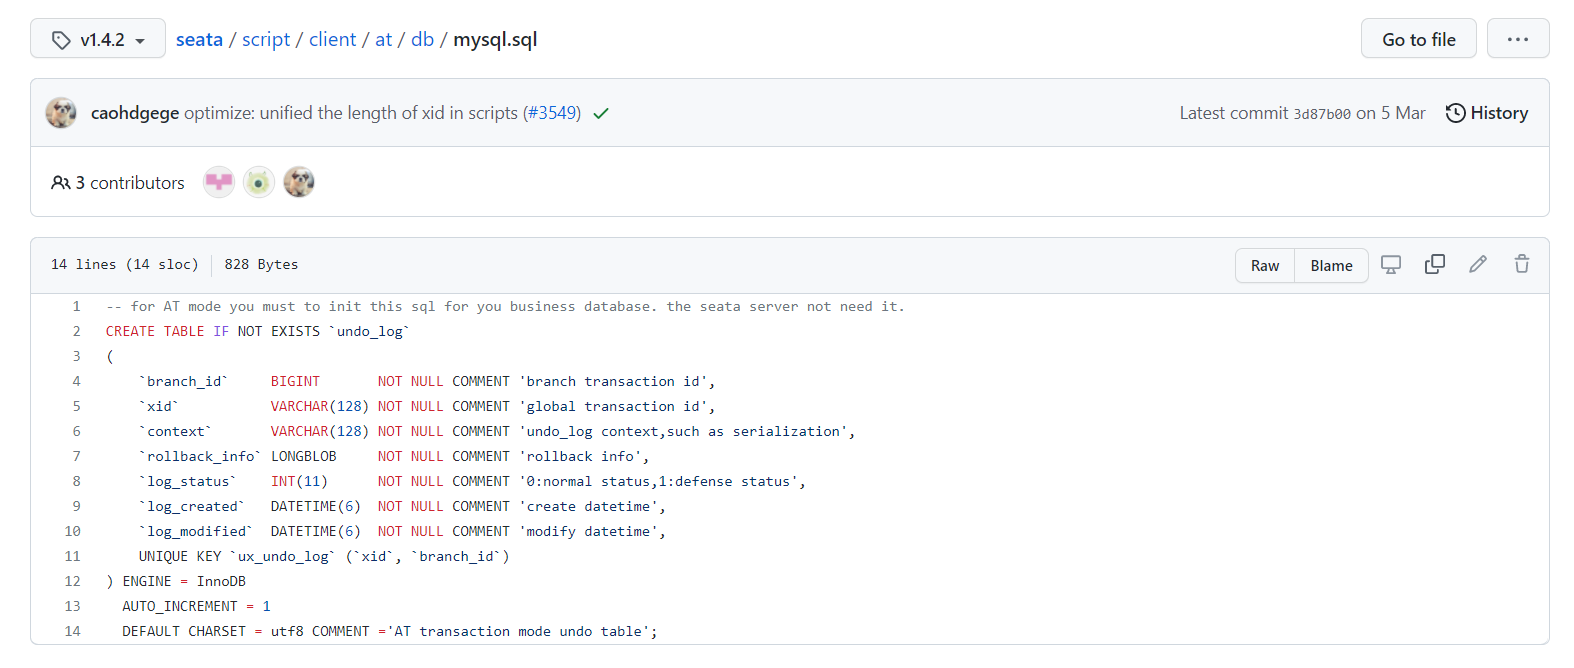 v1.4.2 seata / script / client / at / db / mysql.sql Go to file ...
caohdgege optimize: unified the length of xid in scripts (#3549) Latest commit 3d87b00 on 5 Mar History
3 contributors
14 lines (14 sloc) 828 Bytes Raw Blame
1 -- for AT mode you must to init this sql for you business database. the seata server not need it.
2 CREATE TABLE IF NOT EXISTS `undo_log`
3 (
4 `branch_id` BIGINT NOT NULL COMMENT 'branch transaction id',
5 `xid` VARCHAR(128) NOT NULL COMMENT 'global transaction id',
6 `context` VARCHAR(128) NOT NULL COMMENT 'undo_log context,such as serialization',
7 `rollback_info` LONGBLOB NOT NULL COMMENT 'rollback info',
8 `log_status` INT(11) NOT NULL COMMENT '0:normal status,1:defense status',
9 `log_created` DATETIME(6) NOT NULL COMMENT 'create datetime',
10 `log_modified` DATETIME(6) NOT NULL COMMENT 'modify datetime',
11 UNIQUE KEY `ux_undo_log` (`xid`, `branch_id`)
12 ) ENGINE = InnoDB
13 AUTO_INCREMENT = 1
14 DEFAULT CHARSET = utf8 COMMENT ='AT transaction mode undo table';